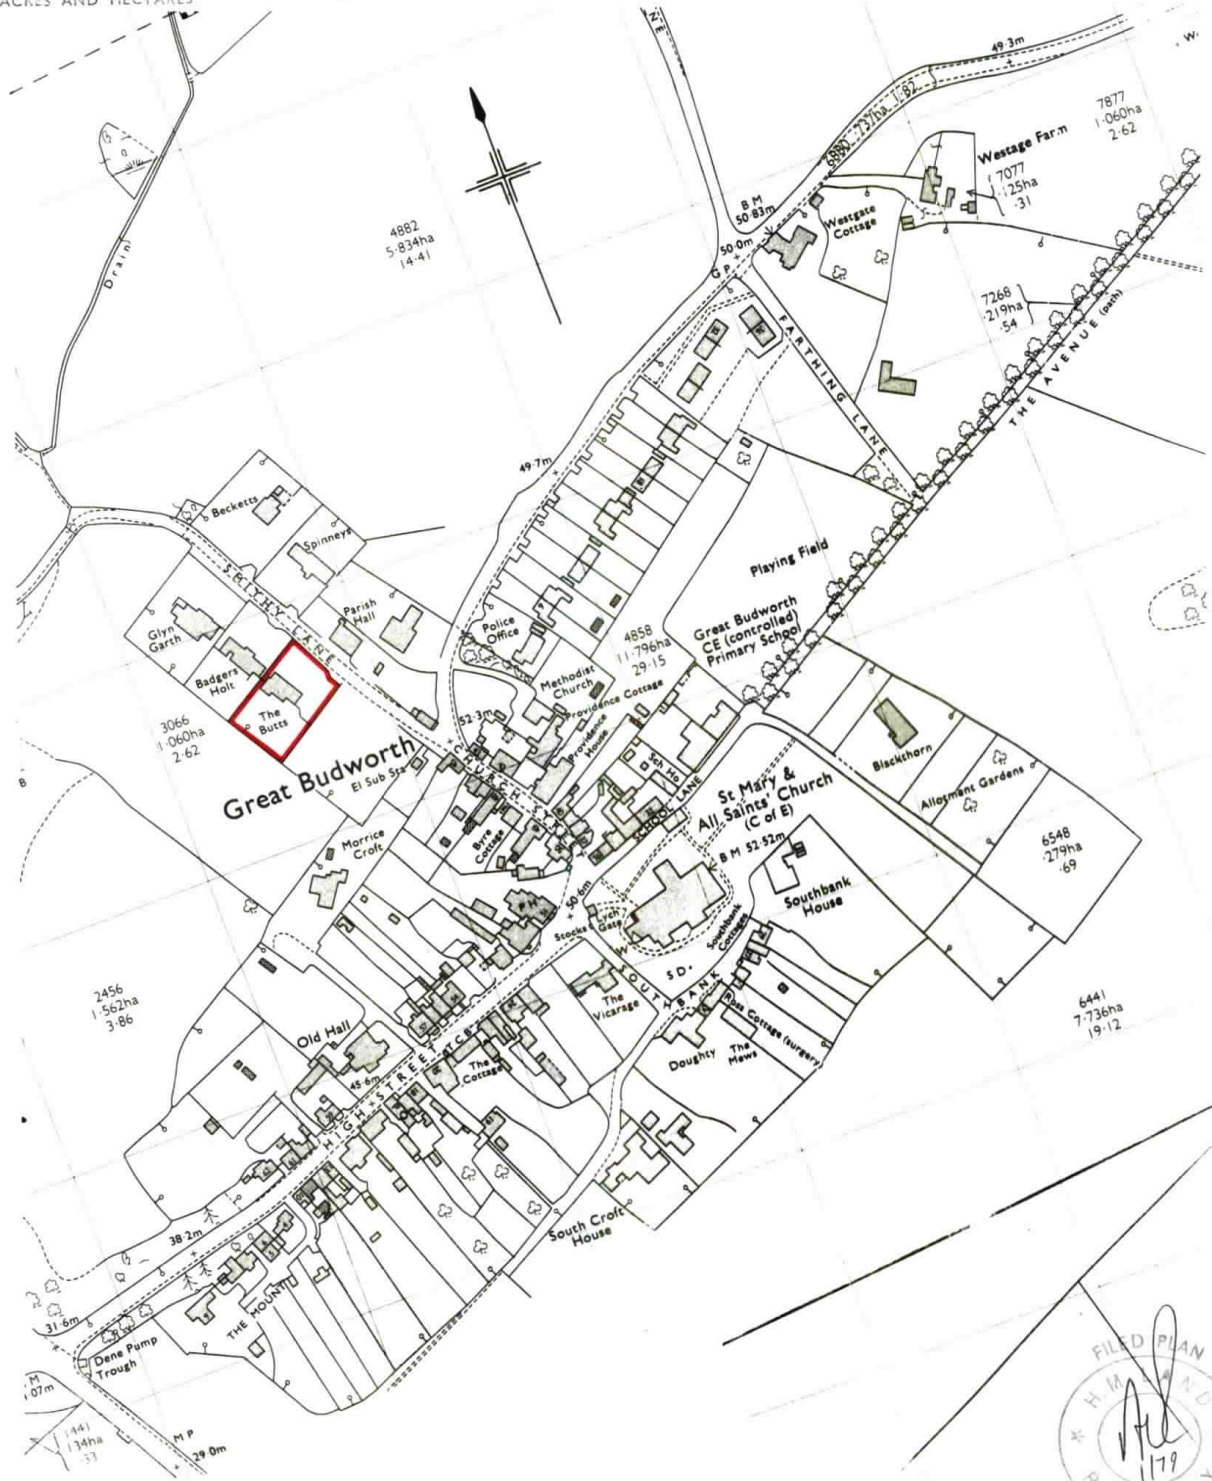 ACRES AND HECTARES
49·3m
7877
1·060ha
2·62
Westage Farm
7077
·125ha
·31
B M
50·83m
50·0m
G P
Westgate
Cottage
4882
5·834ha
14·41
Drain
7268
·219ha
·54
FARTHING LANE
THE AVENUE (path)
49·7m
Becketts
Spinneys
SMITHY LANE
Parish
Hall
Glyn
Garth
Badgers
Holt
The
Butts
3066
1·060ha
2·62
Police
Office
Playing Field
Great Budworth
CE (controlled)
Primary School
4858
11·796ha
29·15
Methodist
Church
Providence Cottage
Providence
House
52·3m
Great Budworth
El Sub Sta
CHURCH ST
Sch Ho
SCHOOL LANE
St Mary &
All Saints' Church
(C of E)
B M 52·52m
Blackthorn
Allotment Gardens
6548
·279ha
·69
Morrice
Croft
Byre
Cottage
50·6m
Stocks
Lych
Gate
Southbank
Cottages
Southbank
House
SOUTHBANK
S D
The
Vicarage
2456
1·562ha
3·86
6441
7·736ha
19·12
Old Hall
45·6m
HIGH STREET
TCB
The
Cottage
Doughty
The
Mews
Ross Cottage (surgery)
South Croft
House
38·2m
31·6m
THE MOUNT
Dene Pump
Trough
M P
29·0m
FILED PLAN
H.M. LAND